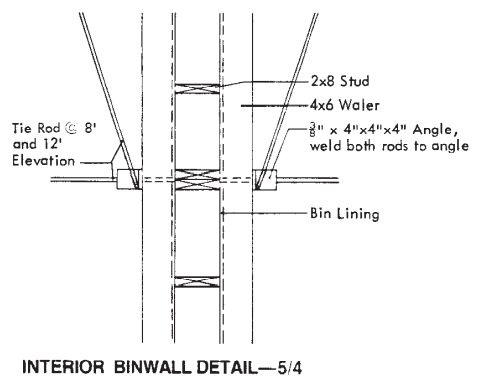 2x8 Stud
4x6 Waler
Tie Rod @ 8'
and 12'
Elevation
⅜" x 4"x4"x4" Angle,
weld both rods to angle
Bin Lining
INTERIOR BINWALL DETAIL—5/4